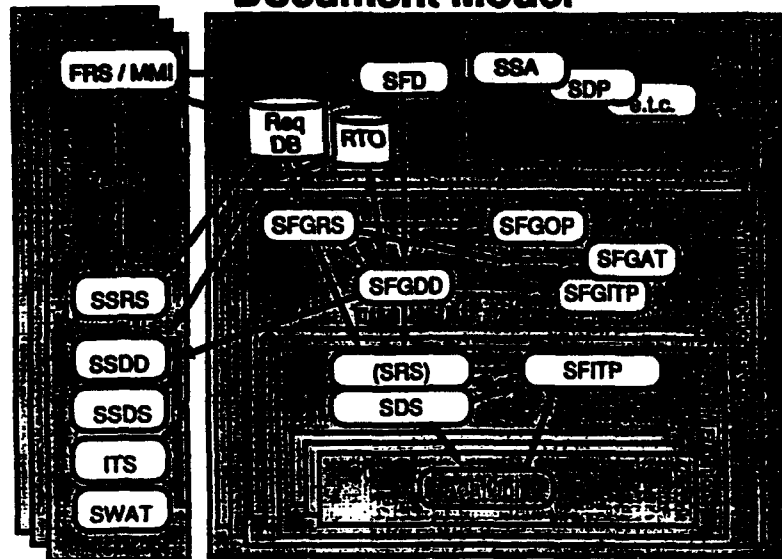 Document Model
FRS / MMI
SFD
SSA
SDP
e.t.c.
Req
DB
RTO
SFGRS
SFGOP
SFGAT
SFGDD
SFGITP
SSRS
SSDD
(SRS)
SFITP
SSDS
SDS
ITS
SWAT